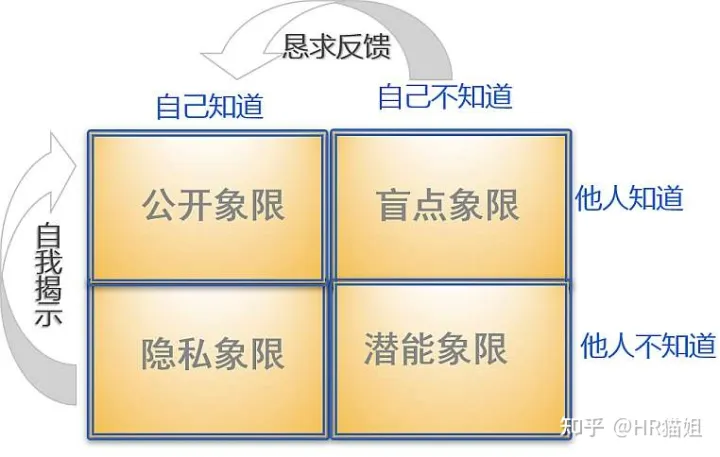 恳求反馈
自己知道
自己不知道
公开象限
盲点象限
他人知道
自我揭示
隐私象限
潜能象限
他人不知道
知乎 @HR猫姐